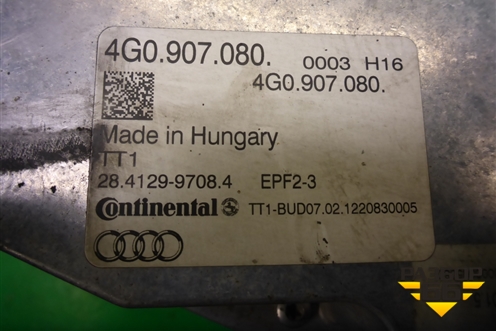 4G0.907.080.   0003  H16
4G0.907.080.
Made in Hungary
TT1
28.4129-9708.4   EPF2-3
Continental   TT1-BUD07.02.1220830005